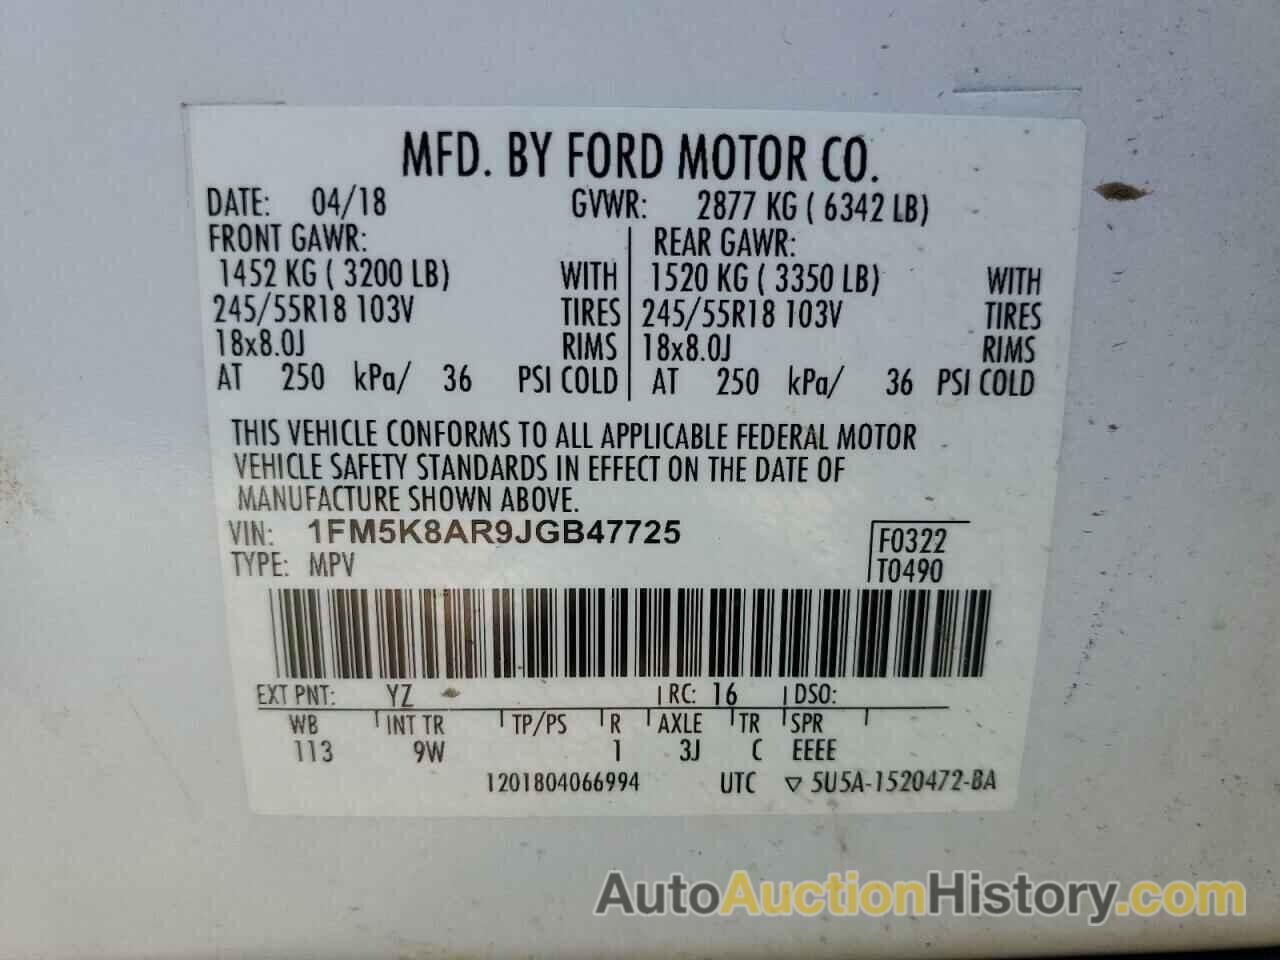 MFD. BY FORD MOTOR CO.
DATE: 04/18 GVWR: 2877 KG ( 6342 LB)
FRONT GAWR: REAR GAWR:
1452 KG ( 3200 LB) WITH 1520 KG ( 3350 LB) WITH
245/55R18 103V TIRES 245/55R18 103V TIRES
18x8.0J RIMS 18x8.0J RIMS
AT 250 kPa/ 36 PSI COLD AT 250 kPa/ 36 PSI COLD
THIS VEHICLE CONFORMS TO ALL APPLICABLE FEDERAL MOTOR
VEHICLE SAFETY STANDARDS IN EFFECT ON THE DATE OF
MANUFACTURE SHOWN ABOVE.
VIN: 1FM5K8AR9JGB47725 F0322
TYPE: MPV T0490
EXT PNT: YZ RC: 16 DSO:
WB INT TR TP/PS R AXLE TR SPR
113 9W 1 3J C EEEE
1201804066994 UTC ▽ 5U5A-1520472-BA
AutoAuctionHistory.com